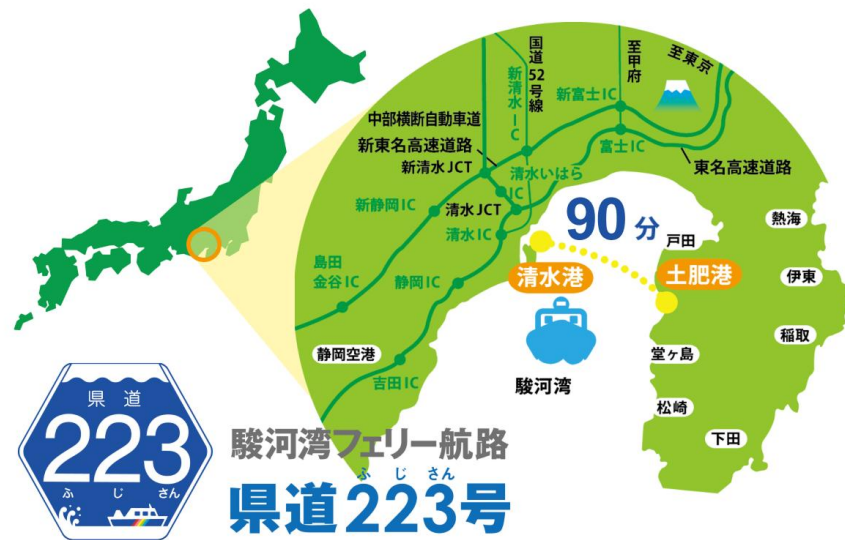 国道52号線
新清水IC
至甲府
至東京
新富士IC
中部横断自動車道
新東名高速道路
新清水JCT
清水いはらIC
富士IC
東名高速道路
新静岡IC
清水JCT
90分
熱海
戸田
清水IC
島田
金谷IC
静岡IC
清水港
土肥港
伊東
稲取
静岡空港
吉田IC
駿河湾
堂ヶ島
松崎
下田
県道
223
ふじさん
駿河湾フェリー航路
ふじさん
県道223号